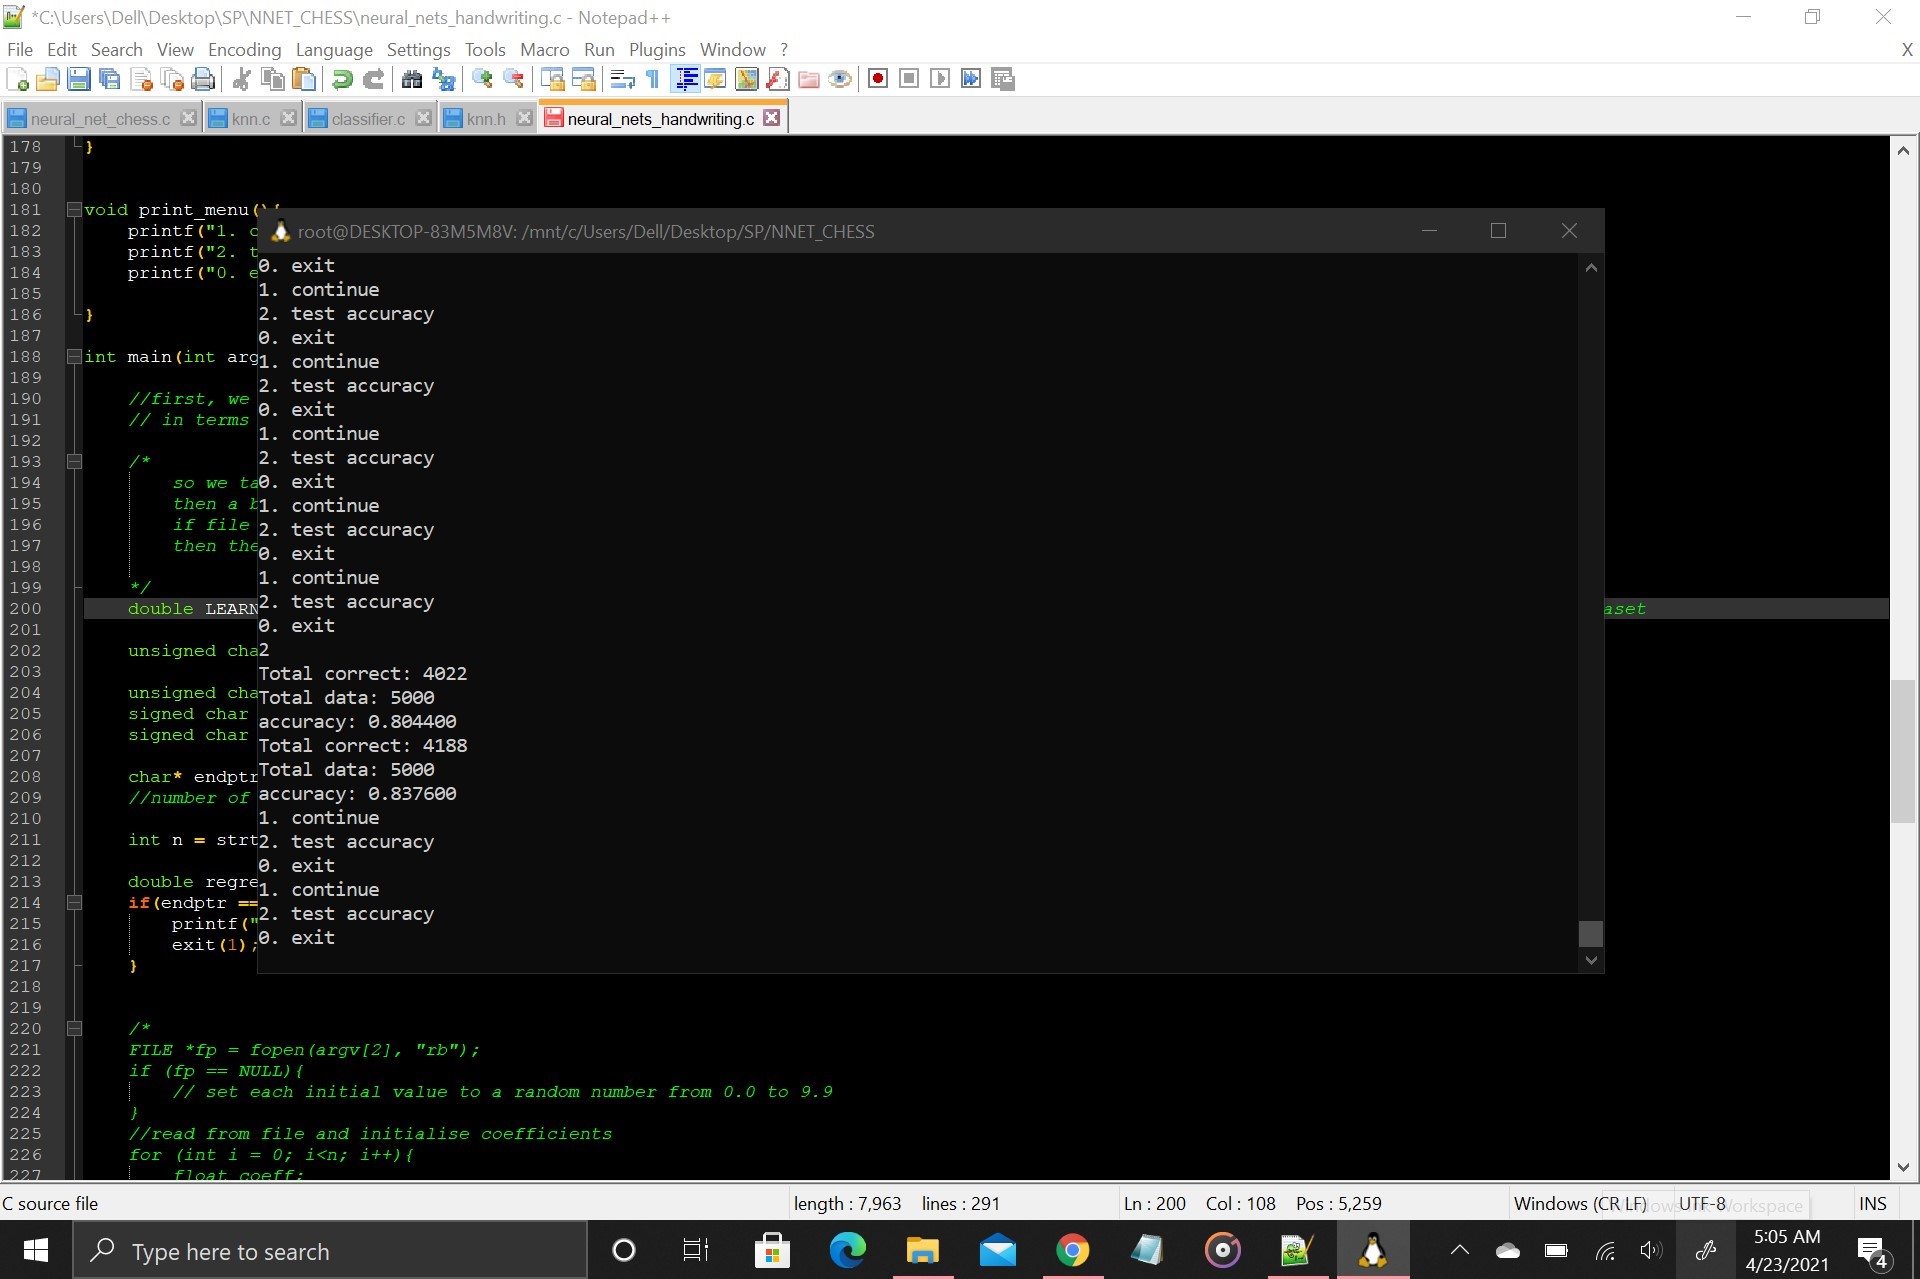 *C:\Users\Dell\Desktop\SP\NNET_CHESS\neural_nets_handwriting.c - Notepad++
File Edit Search View Encoding Language Settings Tools Macro Run Plugins Window ? X
neural_net_chess.c knn.c classifier.c knn.h neural_nets_handwriting.c
178 }
179
180
181 void print_menu(){
182 printf("1. c
183 printf("2. t
184 printf("0. e
185
186 }
187
188 int main(int arg
189
190 //first, we
191 // in terms
192
193 /*
194 so we ta
195 then a b
196 if file
197 then the
198
199 */
200 double LEARN aset
201
202 unsigned cha
203
204 unsigned cha
205 signed char
206 signed char
207
208 char* endptr
209 //number of
210
211 int n = strt
212
213 double regre
214 if(endptr ==
215 printf("
216 exit(1);
217 }
218
219
220 /*
221 FILE *fp = fopen(argv[2], "rb");
222 if (fp == NULL){
223 // set each initial value to a random number from 0.0 to 9.9
224 }
225 //read from file and initialise coefficients
226 for (int i = 0; i<n; i++){
227 float coeff;
root@DESKTOP-83M5M8V: /mnt/c/Users/Dell/Desktop/SP/NNET_CHESS
0. exit
1. continue
2. test accuracy
0. exit
1. continue
2. test accuracy
0. exit
1. continue
2. test accuracy
0. exit
1. continue
2. test accuracy
0. exit
1. continue
2. test accuracy
0. exit
2
Total correct: 4022
Total data: 5000
accuracy: 0.804400
Total correct: 4188
Total data: 5000
accuracy: 0.837600
1. continue
2. test accuracy
0. exit
1. continue
2. test accuracy
0. exit
C source file length : 7,963 lines : 291 Ln : 200 Col : 108 Pos : 5,259 Windows (CR LF) UTF-8 INS
Windows Ink Workspace
Type here to search
5:05 AM
4/23/2021
4